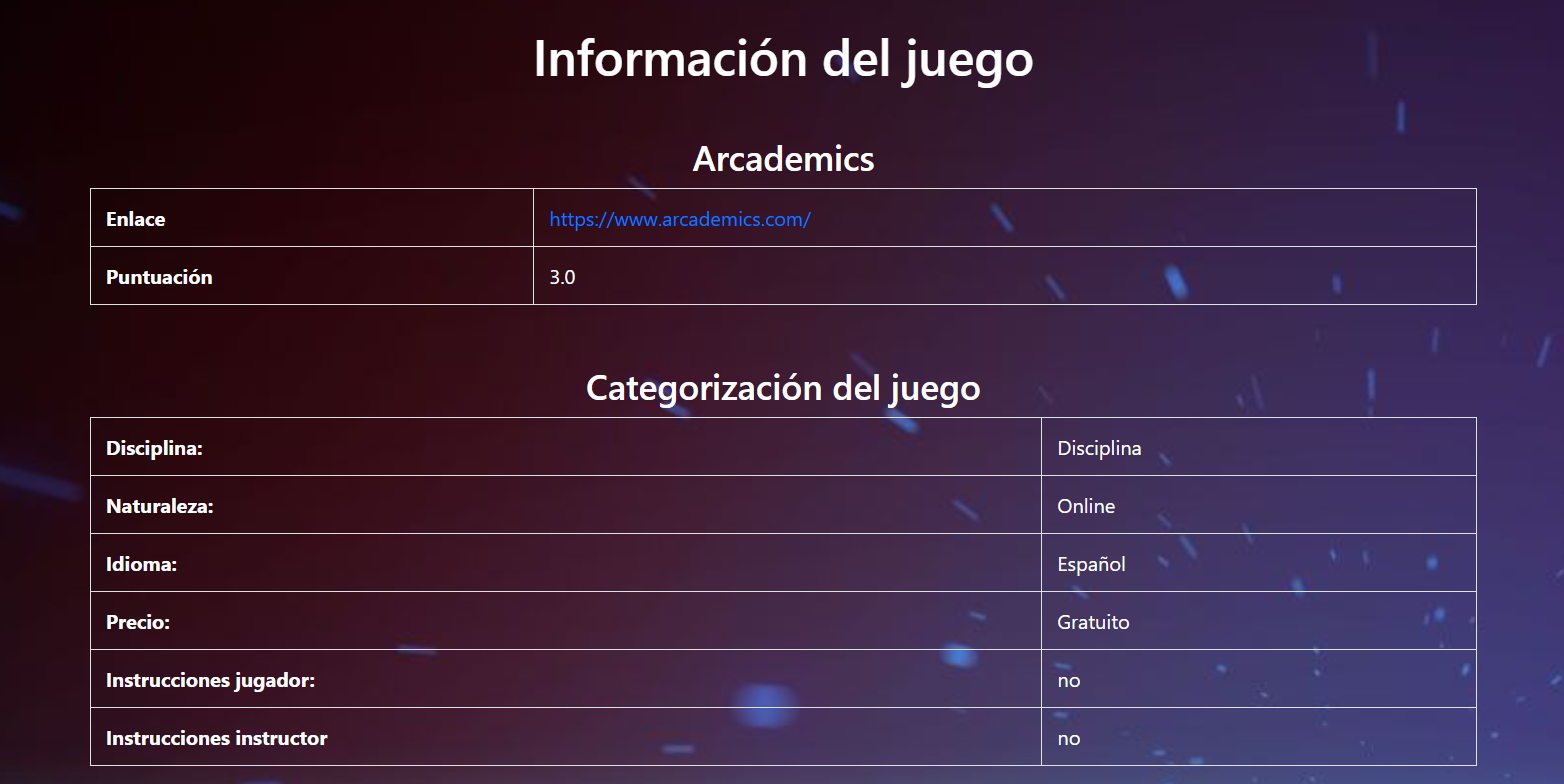 Información del juego
Arcademics
Enlace https://www.arcademics.com/
Puntuación 3.0
Categorización del juego
Disciplina: Disciplina
Naturaleza: Online
Idioma: Español
Precio: Gratuito
Instrucciones jugador: no
Instrucciones instructor no